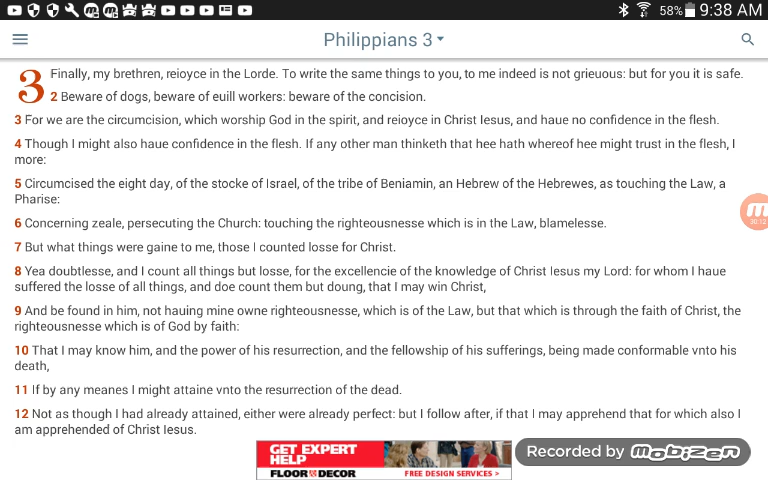 58% 9:38 AM
Philippians 3
3 Finally, my brethren, reioyce in the Lorde. To write the same things to you, to me indeed is not grieuous: but for you it is safe.
2 Beware of dogs, beware of euill workers: beware of the concision.
3 For we are the circumcision, which worship God in the spirit, and reioyce in Christ Iesus, and haue no confidence in the flesh.
4 Though I might also haue confidence in the flesh. If any other man thinketh that hee hath whereof hee might trust in the flesh, I
more:
5 Circumcised the eight day, of the stocke of Israel, of the tribe of Beniamin, an Hebrew of the Hebrewes, as touching the Law, a
Pharise:
6 Concerning zeale, persecuting the Church: touching the righteousnesse which is in the Law, blamelesse.
7 But what things were gaine to me, those I counted losse for Christ.
8 Yea doubtlesse, and I count all things but losse, for the excellencie of the knowledge of Christ Iesus my Lord: for whom I haue
suffered the losse of all things, and doe count them but doung, that I may win Christ,
9 And be found in him, not hauing mine owne righteousnesse, which is of the Law, but that which is through the faith of Christ, the
righteousnesse which is of God by faith:
10 That I may know him, and the power of his resurrection, and the fellowship of his sufferings, being made conformable vnto his
death,
11 If by any meanes I might attaine vnto the resurrection of the dead.
12 Not as though I had already attained, either were already perfect: but I follow after, if that I may apprehend that for which also I
am apprehended of Christ Iesus.
GET EXPERT
HELP
FLOOR DECOR
FREE DESIGN SERVICES >
Recorded by mobizen